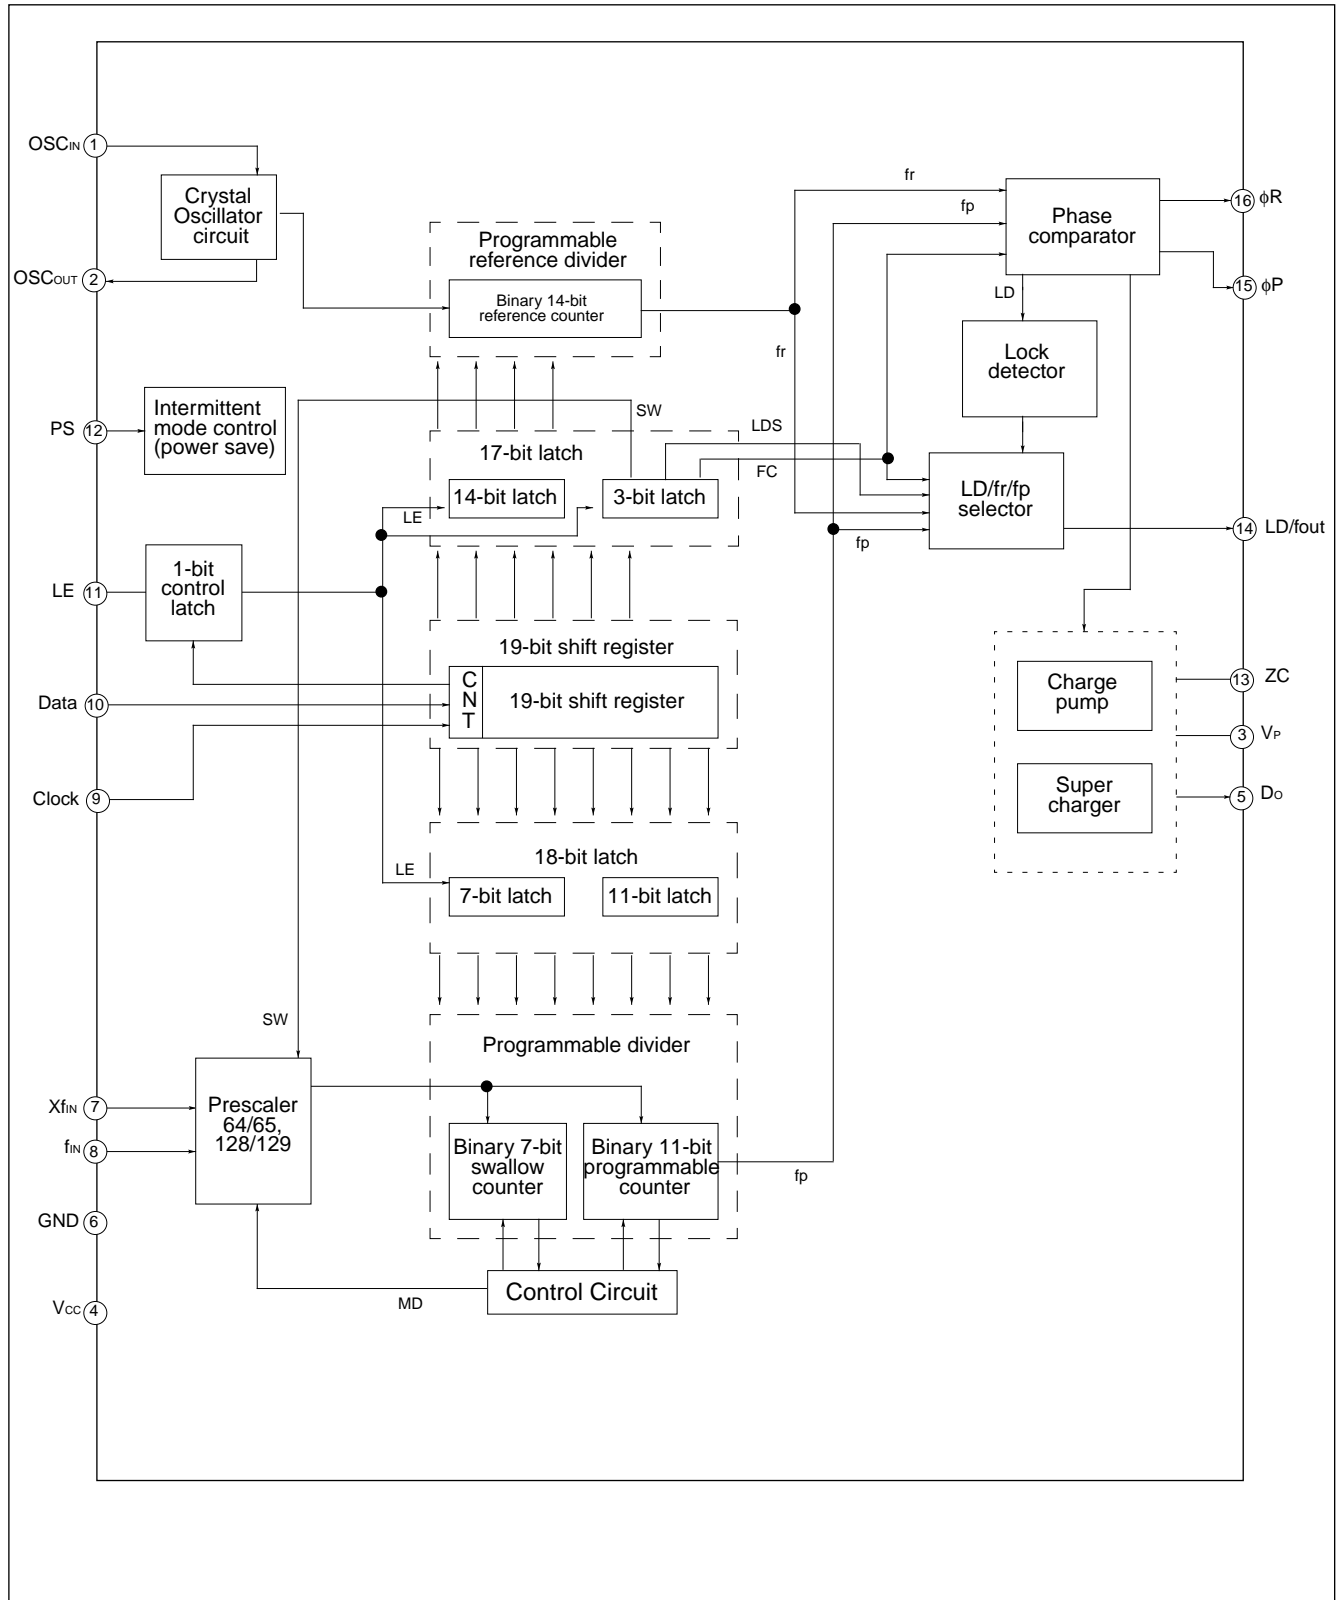 OSCIN 1
Crystal
Oscillator
circuit
OSCOUT 2
Programmable
reference divider
Binary 14-bit
reference counter
fr
fp
Phase
comparator
16 ϕR
15 ϕP
LD
Lock
detector
fr
PS 12
Intermittent
mode control
(power save)
SW
17-bit latch
LDS
FC
14-bit latch
3-bit latch
LE
LD/fr/fp
selector
fp
14 LD/fout
LE 11
1-bit
control
latch
19-bit shift register
C
N
T
19-bit shift register
Data 10
Clock 9
Charge
pump
Super
charger
13 ZC
3 VP
5 DO
18-bit latch
LE
7-bit latch
11-bit latch
SW
Programmable divider
XfIN 7
fIN 8
Prescaler
64/65,
128/129
Binary 7-bit
swallow
counter
Binary 11-bit
programmable
counter
fp
GND 6
Control Circuit
MD
VCC 4